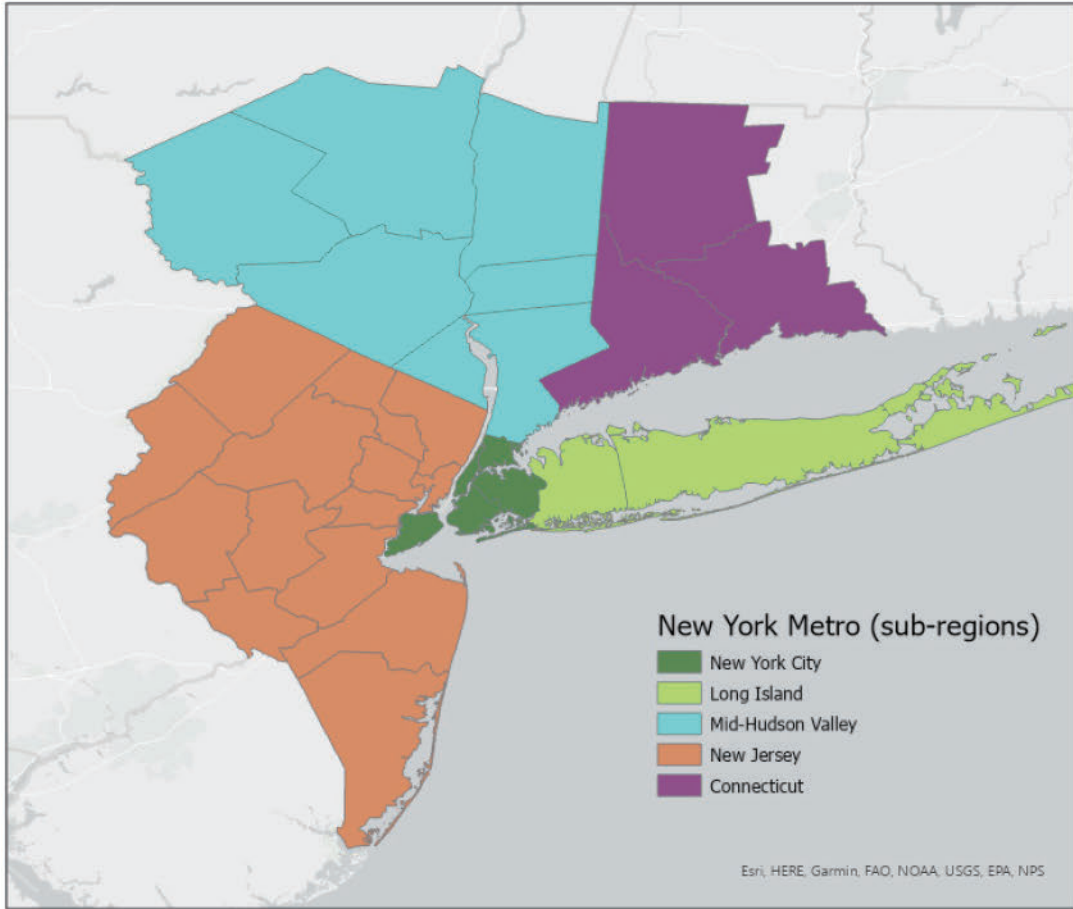 New York Metro (sub-regions)
New York City
Long Island
Mid-Hudson Valley
New Jersey
Connecticut
Esri, HERE, Garmin, FAO, NOAA, USGS, EPA, NPS